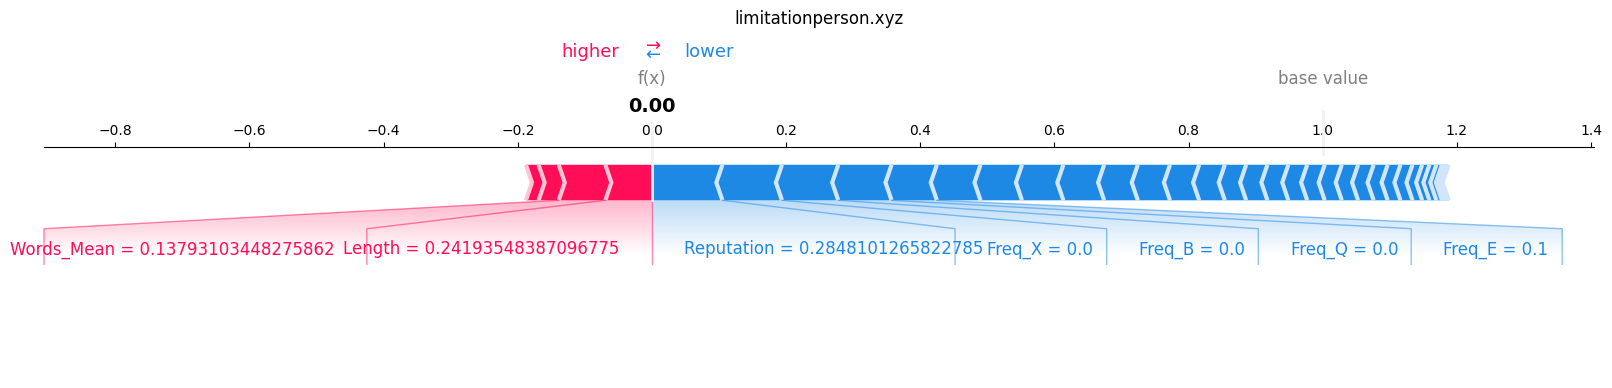 limitationperson.xyz
higher ⇄ lower
f(x) base value
0.00
−0.8 −0.6 −0.4 −0.2 0.0 0.2 0.4 0.6 0.8 1.0 1.2 1.4
Words_Mean = 0.13793103448275862 Length = 0.24193548387096775 Reputation = 0.2848101265822785 Freq_X = 0.0 Freq_B = 0.0 Freq_Q = 0.0 Freq_E = 0.1